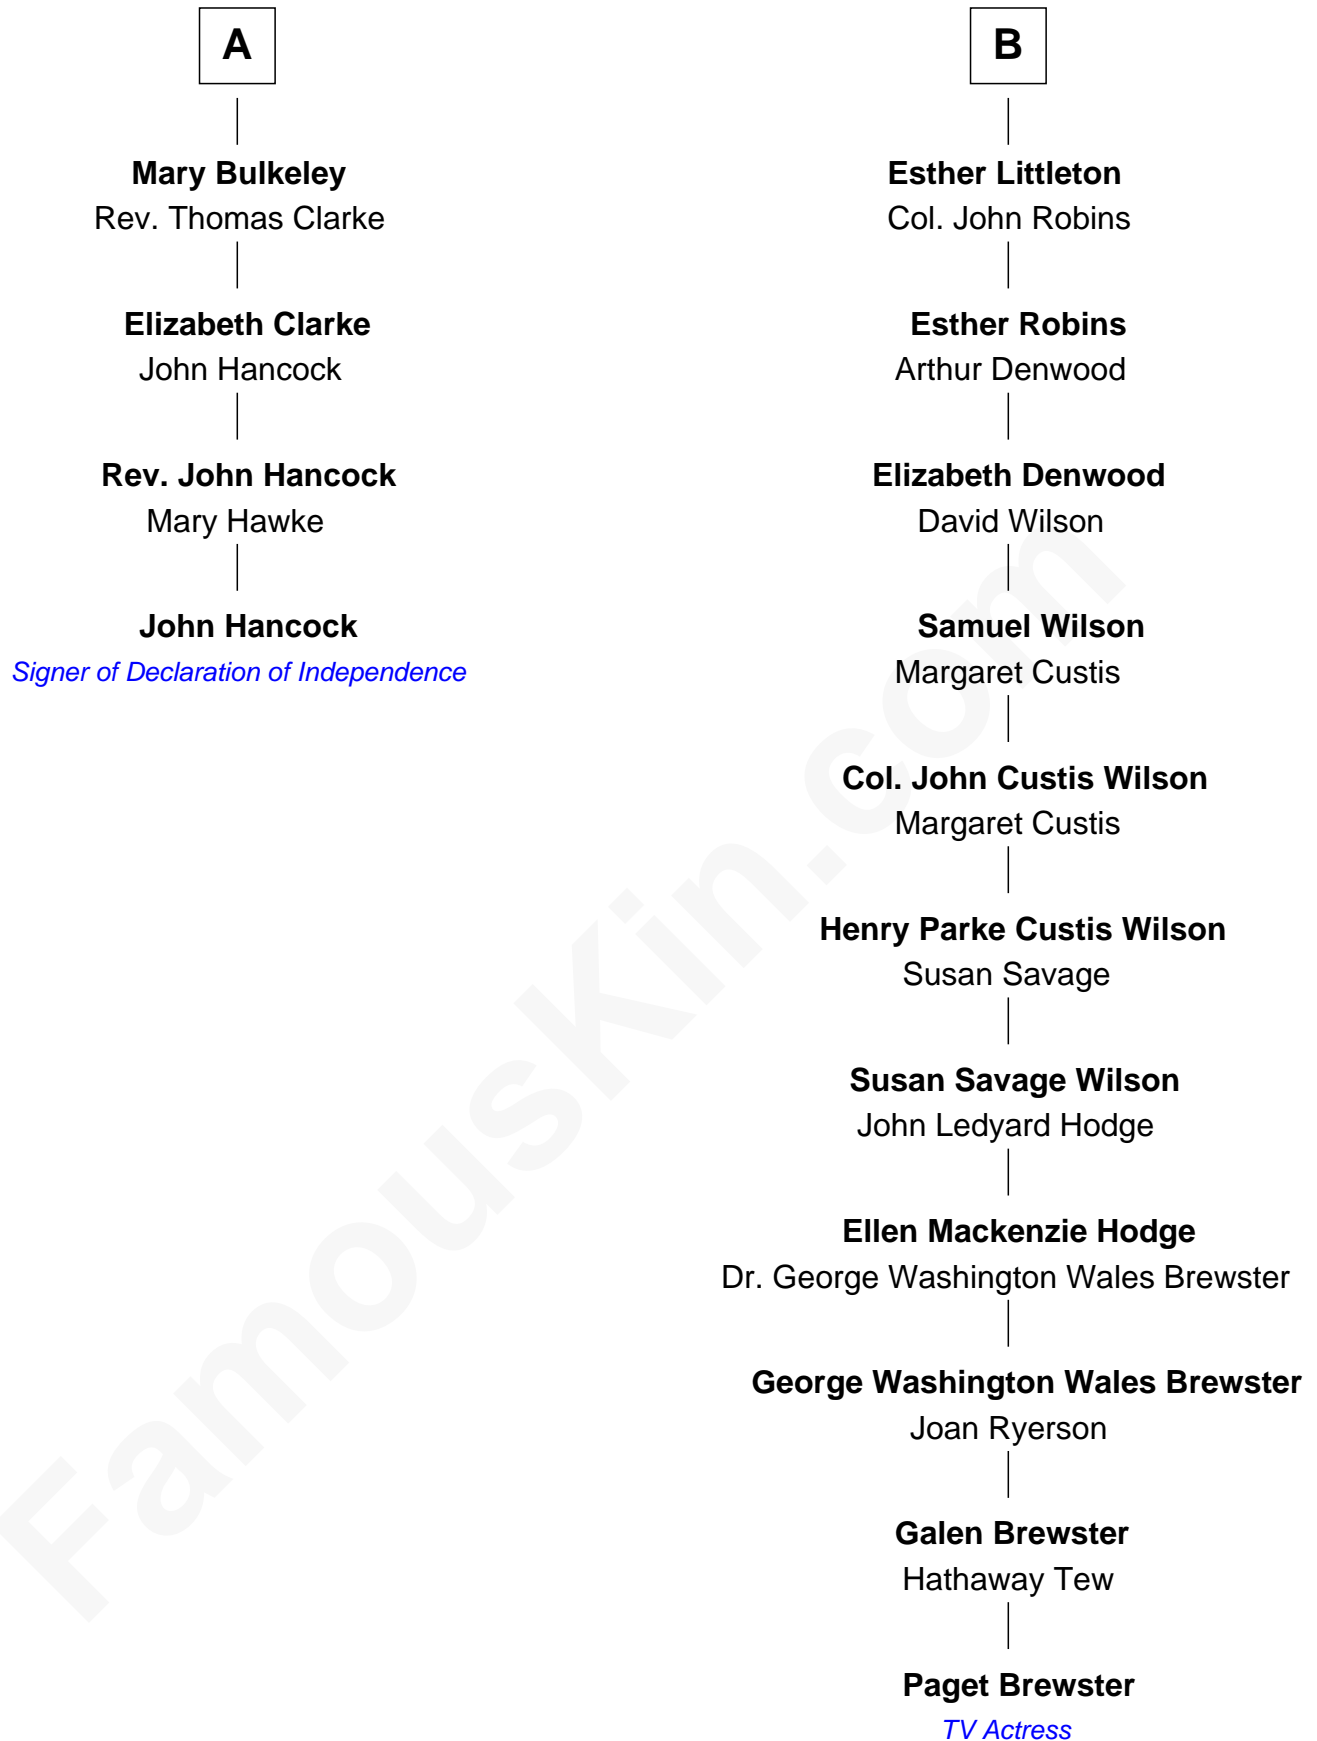 A
Mary Bulkeley
Rev. Thomas Clarke
Elizabeth Clarke
John Hancock
Rev. John Hancock
Mary Hawke
John Hancock
Signer of Declaration of Independence
B
Esther Littleton
Col. John Robins
Esther Robins
Arthur Denwood
Elizabeth Denwood
David Wilson
Samuel Wilson
Margaret Custis
Col. John Custis Wilson
Margaret Custis
Henry Parke Custis Wilson
Susan Savage
Susan Savage Wilson
John Ledyard Hodge
Ellen Mackenzie Hodge
Dr. George Washington Wales Brewster
George Washington Wales Brewster
Joan Ryerson
Galen Brewster
Hathaway Tew
Paget Brewster
TV Actress
FamousKin.com